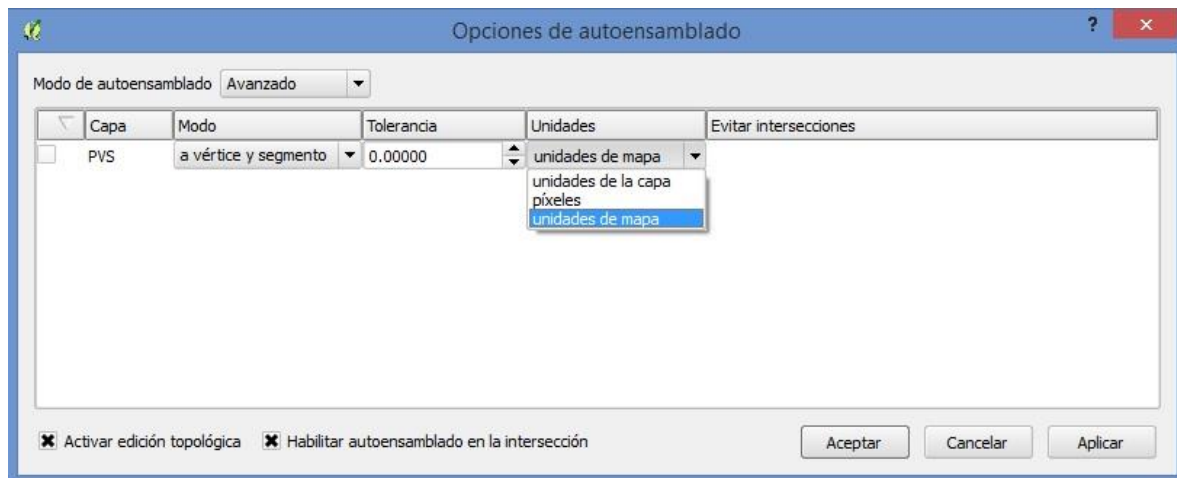 Opciones de autoensamblado
?
Modo de autoensamblado Avanzado
Capa Modo Tolerancia Unidades Evitar intersecciones
PVS a vértice y segmento 0.00000 unidades de mapa
unidades de la capa
píxeles
unidades de mapa
Activar edición topológica Habilitar autoensamblado en la intersección Aceptar Cancelar Aplicar